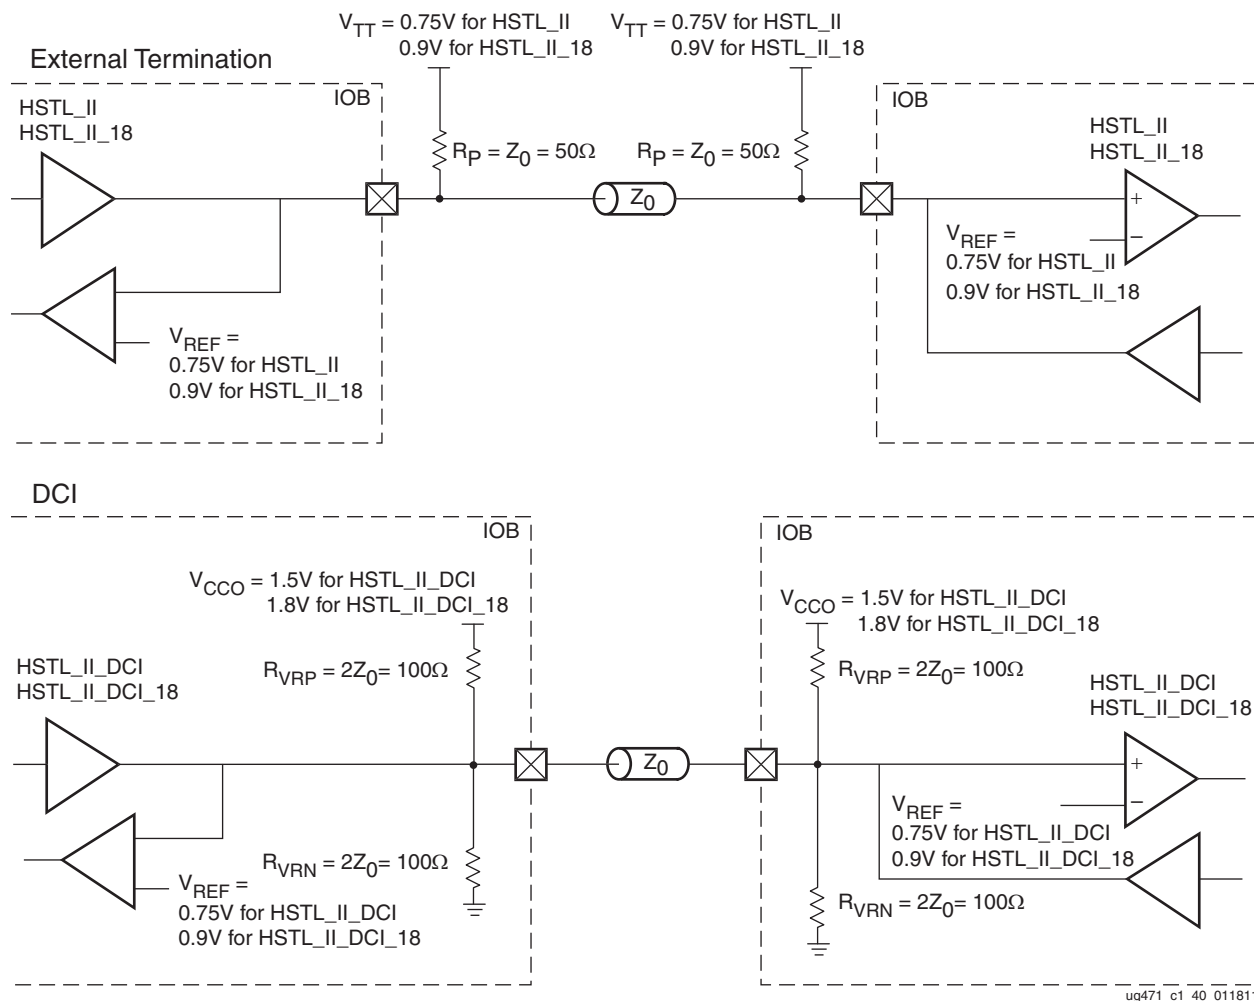 V_TT = 0.75V for HSTL_II
0.9V for HSTL_II_18
V_TT = 0.75V for HSTL_II
0.9V for HSTL_II_18
External Termination
IOB
HSTL_II
HSTL_II_18
R_P = Z_0 = 50Ω
R_P = Z_0 = 50Ω
Z_0
V_REF =
0.75V for HSTL_II
0.9V for HSTL_II_18
IOB
HSTL_II
HSTL_II_18
+
−
V_REF =
0.75V for HSTL_II
0.9V for HSTL_II_18
DCI
IOB
V_CCO = 1.5V for HSTL_II_DCI
1.8V for HSTL_II_DCI_18
HSTL_II_DCI
HSTL_II_DCI_18
R_VRP = 2Z_0= 100Ω
R_VRN = 2Z_0= 100Ω
V_REF =
0.75V for HSTL_II_DCI
0.9V for HSTL_II_DCI_18
Z_0
IOB
V_CCO = 1.5V for HSTL_II_DCI
1.8V for HSTL_II_DCI_18
R_VRP = 2Z_0= 100Ω
HSTL_II_DCI
HSTL_II_DCI_18
+
−
V_REF =
0.75V for HSTL_II_DCI
0.9V for HSTL_II_DCI_18
R_VRN = 2Z_0= 100Ω
ug471_c1_40_011811